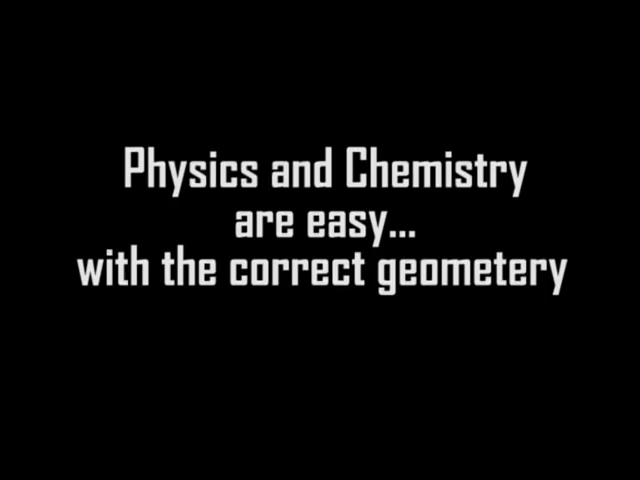 Physics and Chemistry
are easy...
with the correct geometery